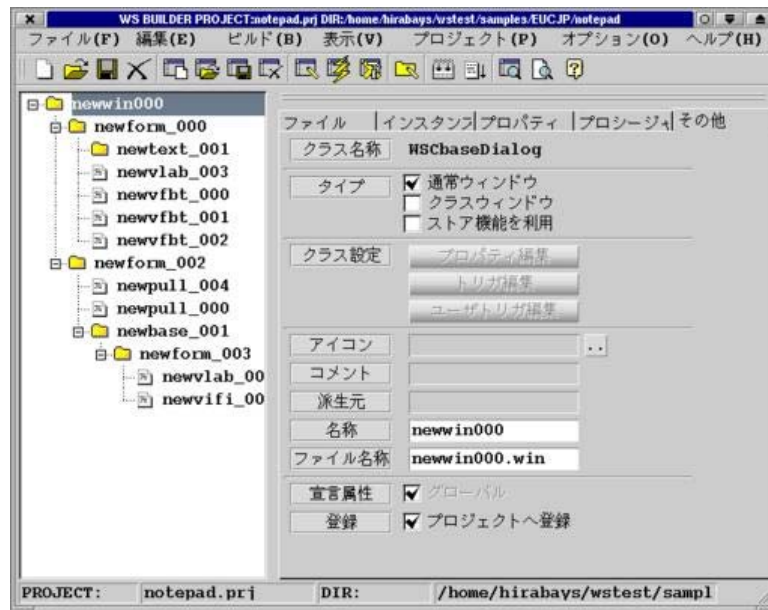 WS BUILDER PROJECT:notepad.prj DIR:/home/hirabays/wstest/samples/EUCJP/notepad
ファイル(F) 編集(E) ビルド(B) 表示(V) プロジェクト(P) オプション(O) ヘルプ(H)
newwin000
newform_000
newtext_001
newvlab_003
newvfbt_000
newvfbt_001
newvfbt_002
newform_002
newpull_004
newpull_000
newbase_001
newform_003
newvlab_00
newvifi_00
ファイル インスタンス プロパティ プロシージャ その他
クラス名称 WSCbaseDialog
タイプ 通常ウィンドウ
クラスウィンドウ
ストア機能を利用
クラス設定 プロパティ編集
トリガ編集
ユーザトリガ編集
アイコン ..
コメント
派生元
名称 newwin000
ファイル名称 newwin000.win
宣言属性 グローバル
登録 プロジェクトへ登録
PROJECT: notepad.prj DIR: /home/hirabays/wstest/sampl